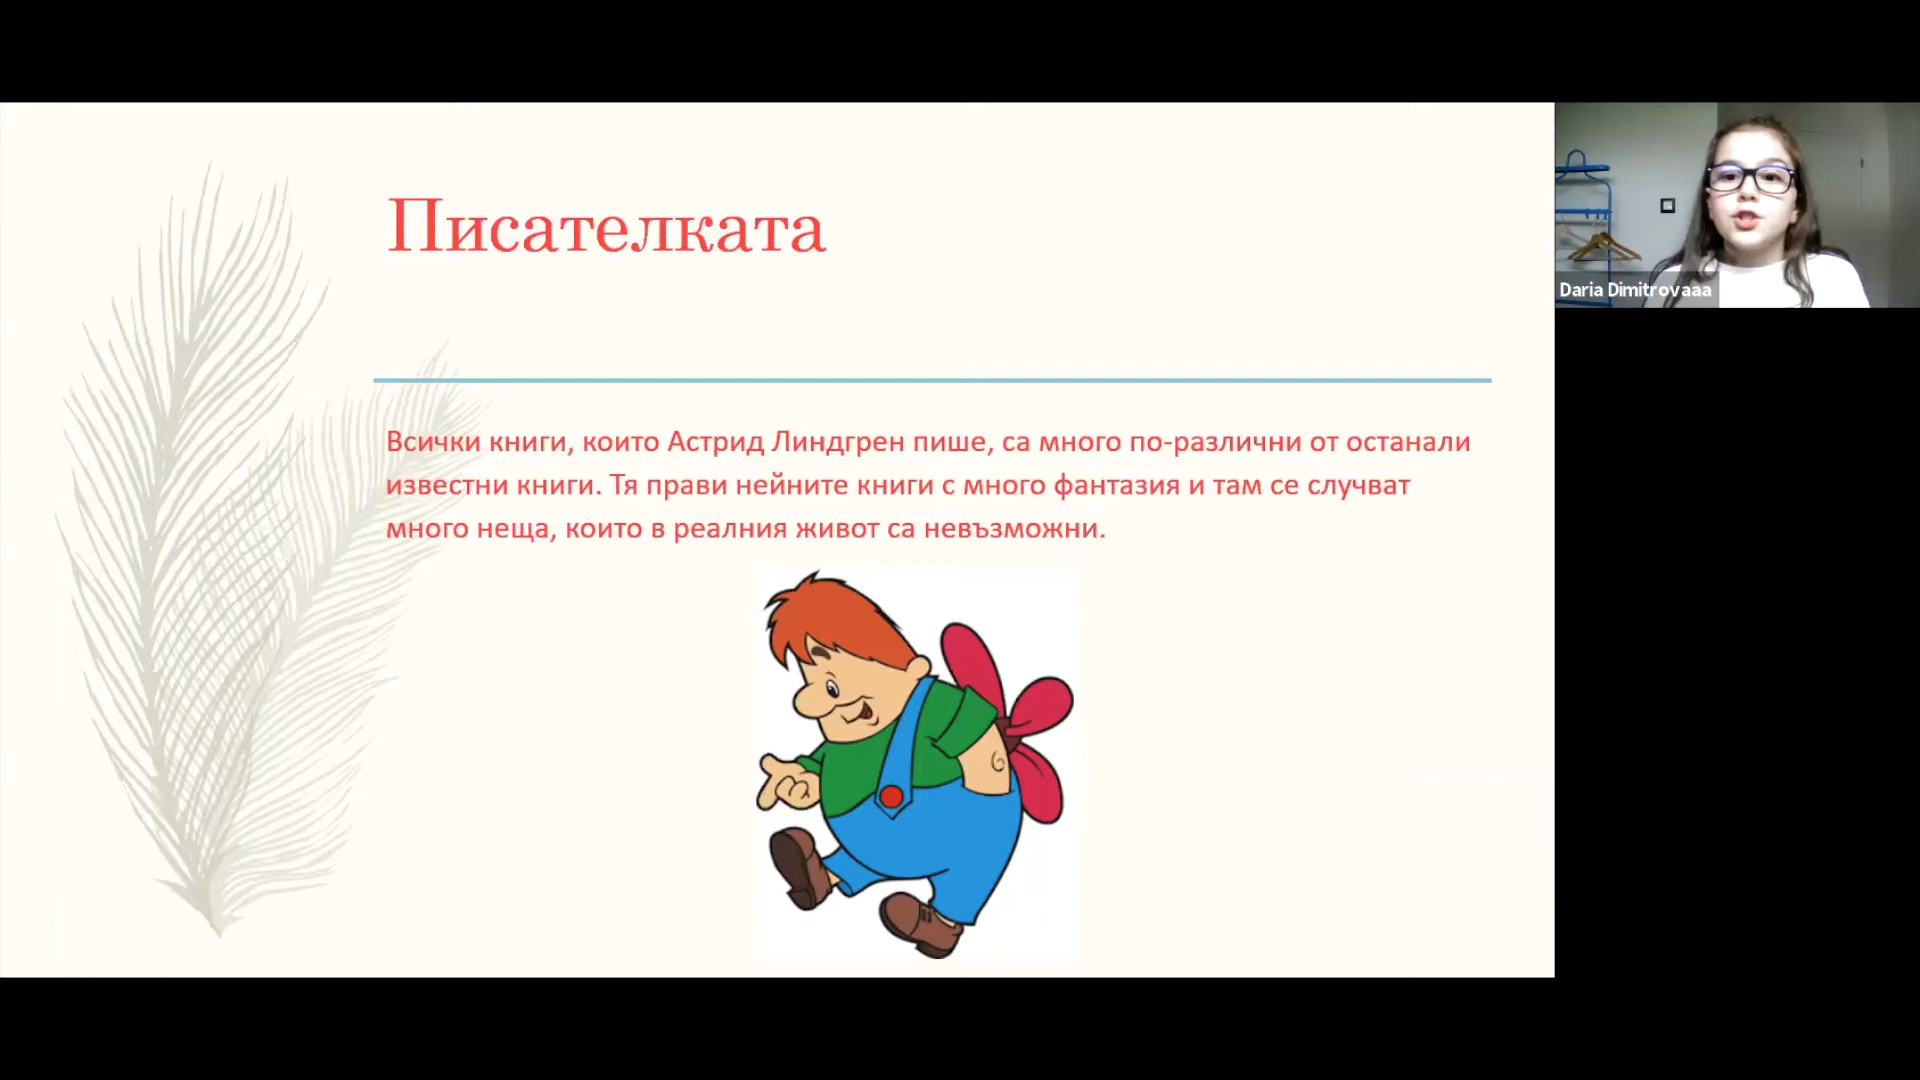 Писателката
Всички книги, които Астрид Линдгрен пише, са много по-различни от останали
известни книги. Тя прави нейните книги с много фантазия и там се случват
много неща, които в реалния живот са невъзможни.
Daria Dimitrovaaa